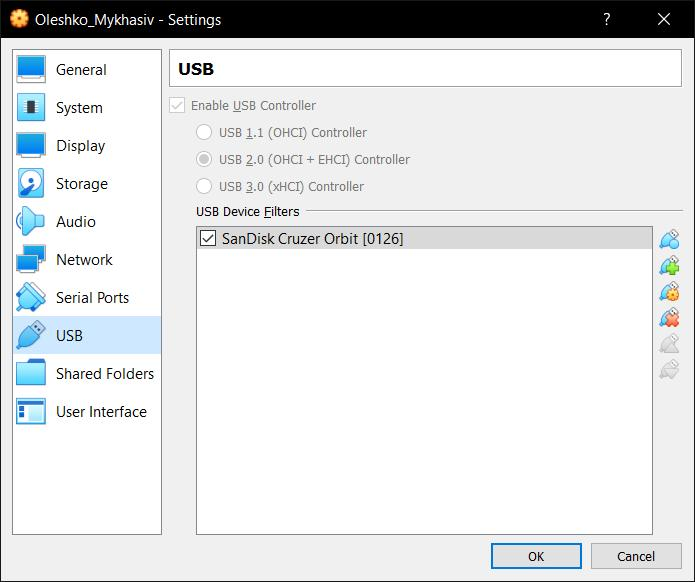 Oleshko_Mykhasiv - Settings
?
General
System
Display
Storage
Audio
Network
Serial Ports
USB
Shared Folders
User Interface
USB
Enable USB Controller
USB 1.1 (OHCI) Controller
USB 2.0 (OHCI + EHCI) Controller
USB 3.0 (xHCI) Controller
USB Device Filters
SanDisk Cruzer Orbit [0126]
OK
Cancel